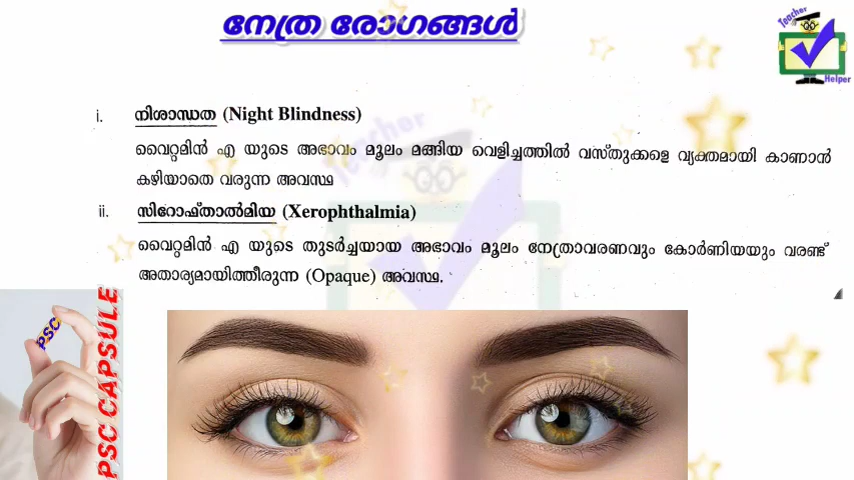 നേത്ര രോഗങ്ങൾ
Teacher
Helper
i. നിശാന്ധത (Night Blindness)
വൈറ്റമിൻ എ യുടെ അഭാവം മൂലം മങ്ങിയ വെളിച്ചത്തിൽ വസ്തുക്കളെ വ്യക്തമായി കാണാൻ
കഴിയാതെ വരുന്ന അവസ്ഥ
ii. സിറോഫ്താൽമിയ (Xerophthalmia)
വൈറ്റമിൻ എ യുടെ തുടർച്ചയായ അഭാവം മൂലം നേത്രാവരണവും കോർണിയയും വരണ്ട്
അതാര്യമായിത്തീരുന്ന (Opaque) അവസ്ഥ.
PSC
PSC CAPSULE
Teacher